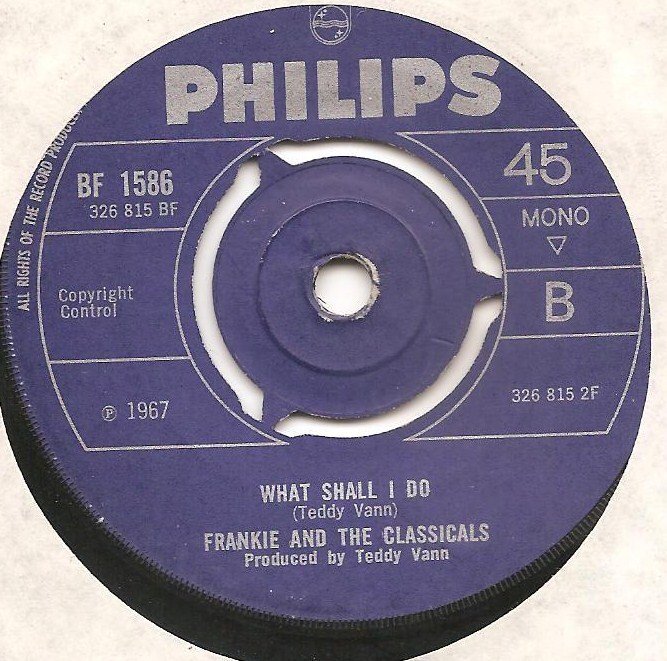 PHILIPS
ALL RIGHTS OF THE RECORD
BF 1586
326 815 BF
45
MONO
Copyright
Control
B
℗ 1967
326 815 2F
WHAT SHALL I DO
(Teddy Vann)
FRANKIE AND THE CLASSICALS
Produced by Teddy Vann